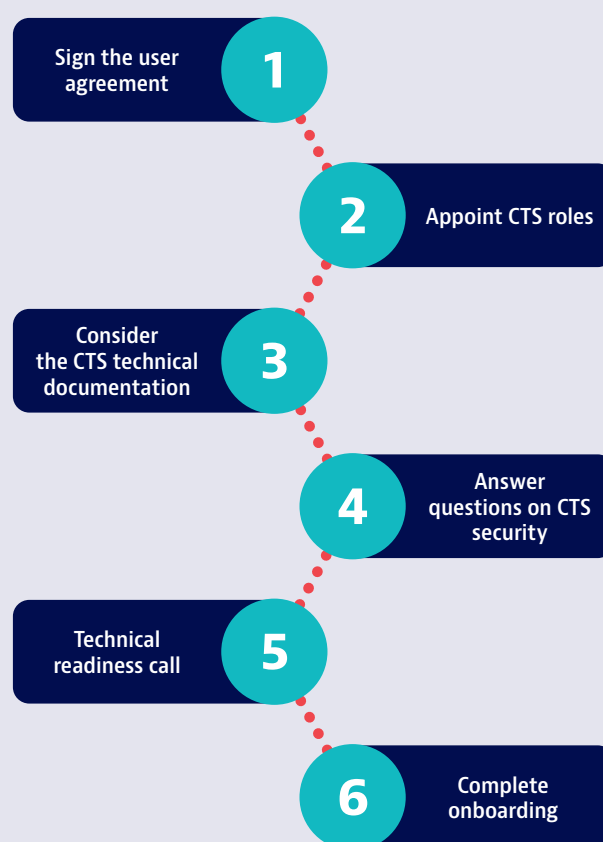 Sign the user
agreement
1
2
Appoint CTS roles
Consider
the CTS technical
documentation
3
4
Answer
questions on CTS
security
Technical
readiness call
5
6
Complete
onboarding